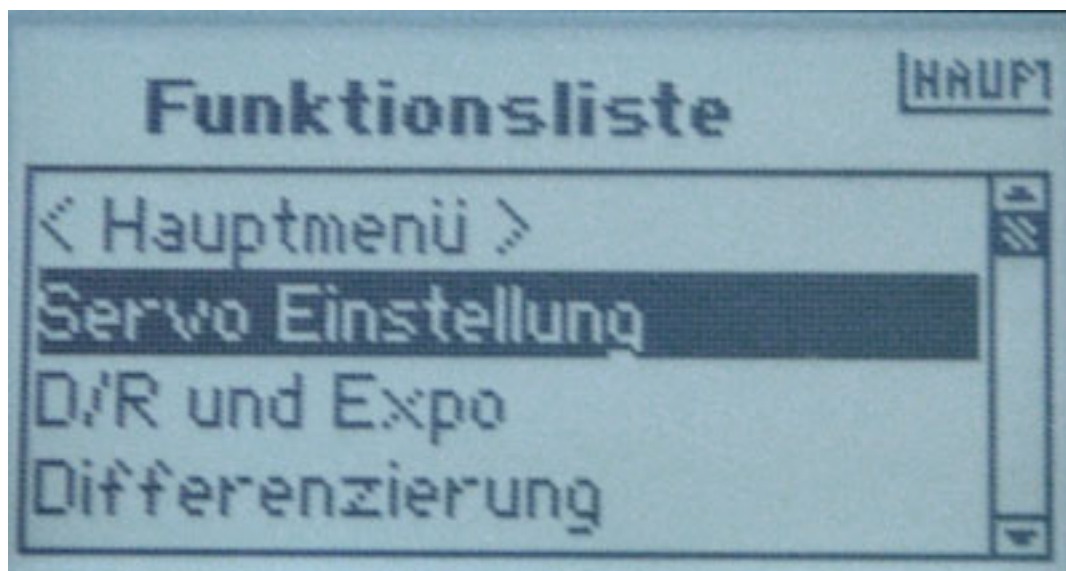 HAUPT
Funktionsliste
< Hauptmenü >
Servo Einstellung
D/R und Expo
Differenzierung